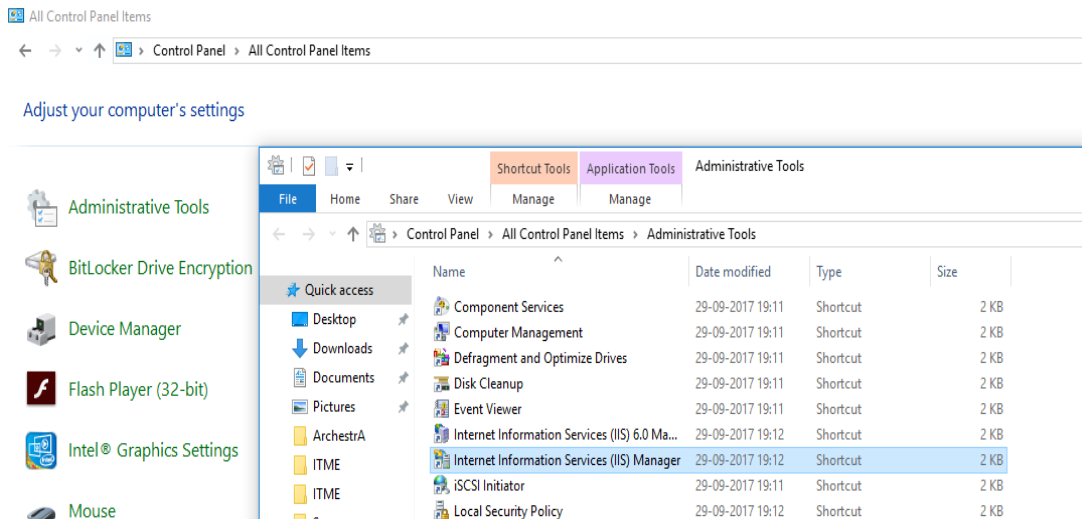 All Control Panel Items
Control Panel > All Control Panel Items
Adjust your computer's settings
Administrative Tools
BitLocker Drive Encryption
Device Manager
Flash Player (32-bit)
Intel® Graphics Settings
Mouse
Shortcut Tools Application Tools Administrative Tools
File Home Share View Manage Manage
Control Panel > All Control Panel Items > Administrative Tools
Name Date modified Type Size
Quick access
Desktop
Downloads
Documents
Pictures
ArchestrA
ITME
ITME
Component Services 29-09-2017 19:11 Shortcut 2 KB
Computer Management 29-09-2017 19:11 Shortcut 2 KB
Defragment and Optimize Drives 29-09-2017 19:11 Shortcut 2 KB
Disk Cleanup 29-09-2017 19:11 Shortcut 2 KB
Event Viewer 29-09-2017 19:11 Shortcut 2 KB
Internet Information Services (IIS) 6.0 Ma... 29-09-2017 19:12 Shortcut 2 KB
Internet Information Services (IIS) Manager 29-09-2017 19:12 Shortcut 2 KB
iSCSI Initiator 29-09-2017 19:11 Shortcut 2 KB
Local Security Policy 29-09-2017 19:12 Shortcut 2 KB